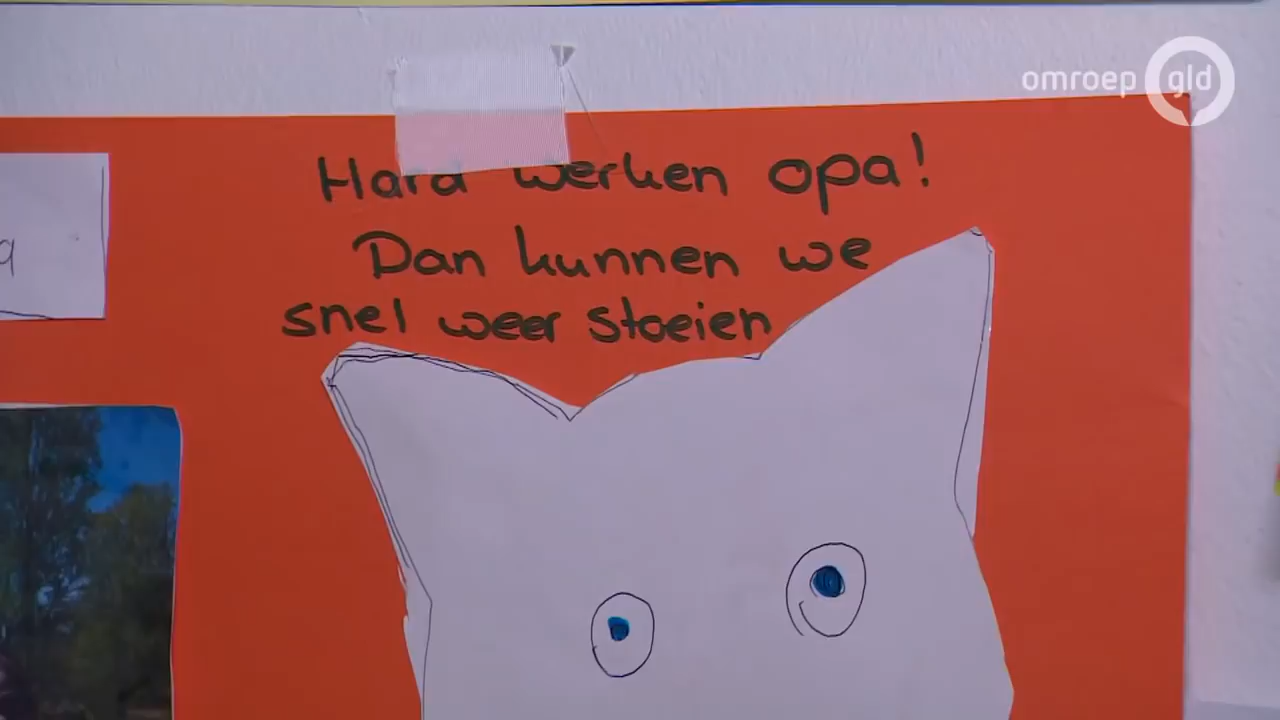 omroep gld
Hard werken opa!
Dan kunnen we
snel weer stoeien